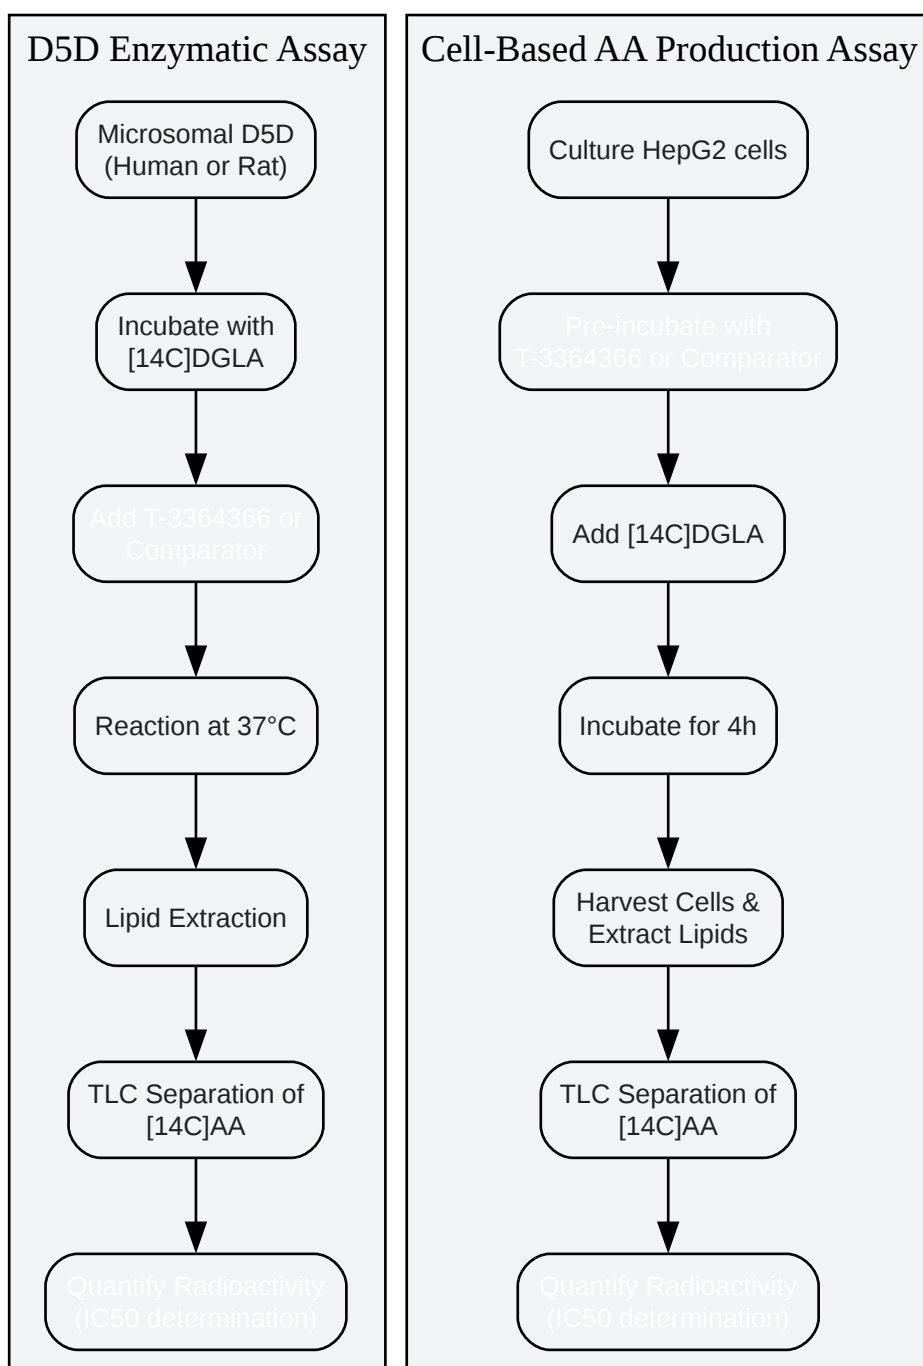 D5D Enzymatic Assay
Microsomal D5D
(Human or Rat)
Incubate with
[14C]DGLA
Add T-3364366 or
Comparator
Reaction at 37°C
Lipid Extraction
TLC Separation of
[14C]AA
Quantify Radioactivity
(IC50 determination)
Cell-Based AA Production Assay
Culture HepG2 cells
Pre-incubate with
T-3364366 or Comparator
Add [14C]DGLA
Incubate for 4h
Harvest Cells &
Extract Lipids
TLC Separation of
[14C]AA
Quantify Radioactivity
(IC50 determination)